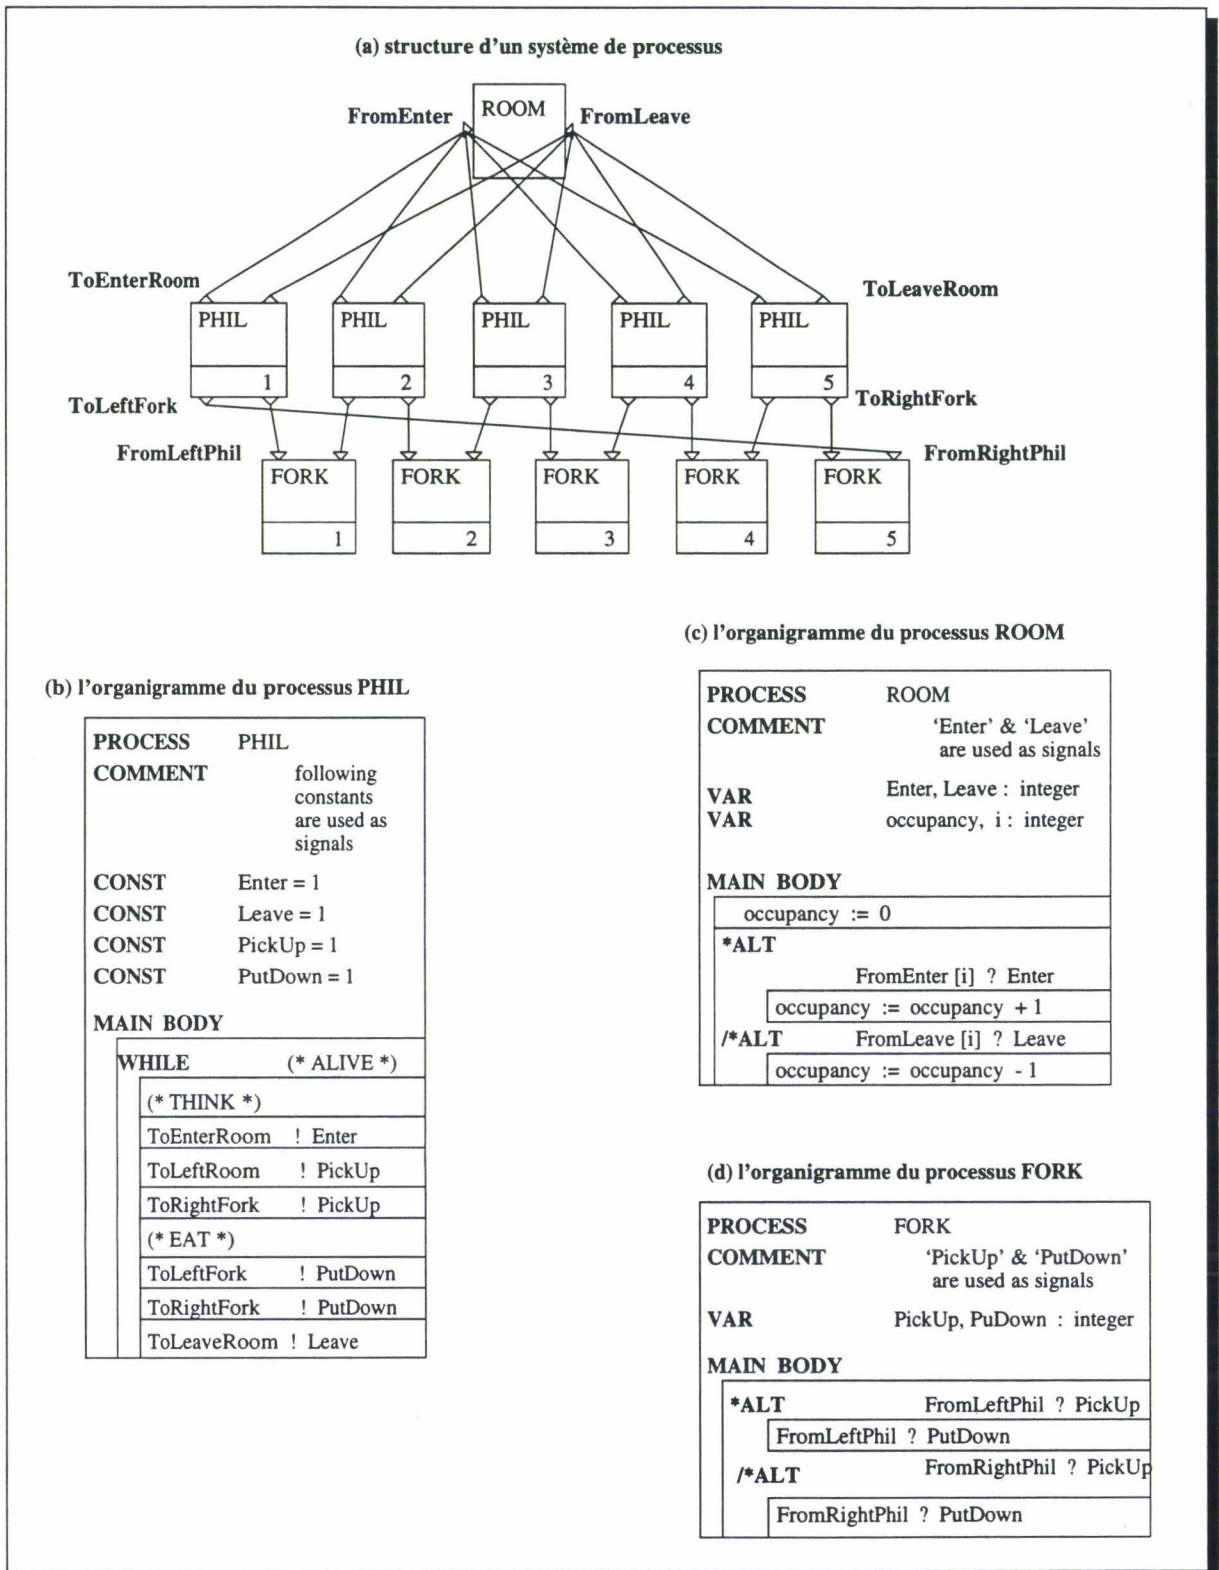 (a) structure d'un système de processus
FromEnter
ROOM
FromLeave
ToEnterRoom
ToLeaveRoom
PHIL PHIL PHIL PHIL PHIL
1 2 3 4 5
ToLeftFork
ToRightFork
FromLeftPhil
FromRightPhil
FORK FORK FORK FORK FORK
1 2 3 4 5
(b) l'organigramme du processus PHIL
PROCESS PHIL
COMMENT following
constants
are used as
signals
CONST Enter = 1
CONST Leave = 1
CONST PickUp = 1
CONST PutDown = 1
MAIN BODY
WHILE (* ALIVE *)
(* THINK *)
ToEnterRoom ! Enter
ToLeftRoom ! PickUp
ToRightFork ! PickUp
(* EAT *)
ToLeftFork ! PutDown
ToRightFork ! PutDown
ToLeaveRoom ! Leave
(c) l'organigramme du processus ROOM
PROCESS ROOM
COMMENT 'Enter' & 'Leave'
are used as signals
VAR Enter, Leave : integer
VAR occupancy, i : integer
MAIN BODY
occupancy := 0
*ALT
FromEnter [i] ? Enter
occupancy := occupancy + 1
/*ALT FromLeave [i] ? Leave
occupancy := occupancy - 1
(d) l'organigramme du processus FORK
PROCESS FORK
COMMENT 'PickUp' & 'PutDown'
are used as signals
VAR PickUp, PuDown : integer
MAIN BODY
*ALT FromLeftPhil ? PickUp
FromLeftPhil ? PutDown
/*ALT FromRightPhil ? PickUp
FromRightPhil ? PutDown